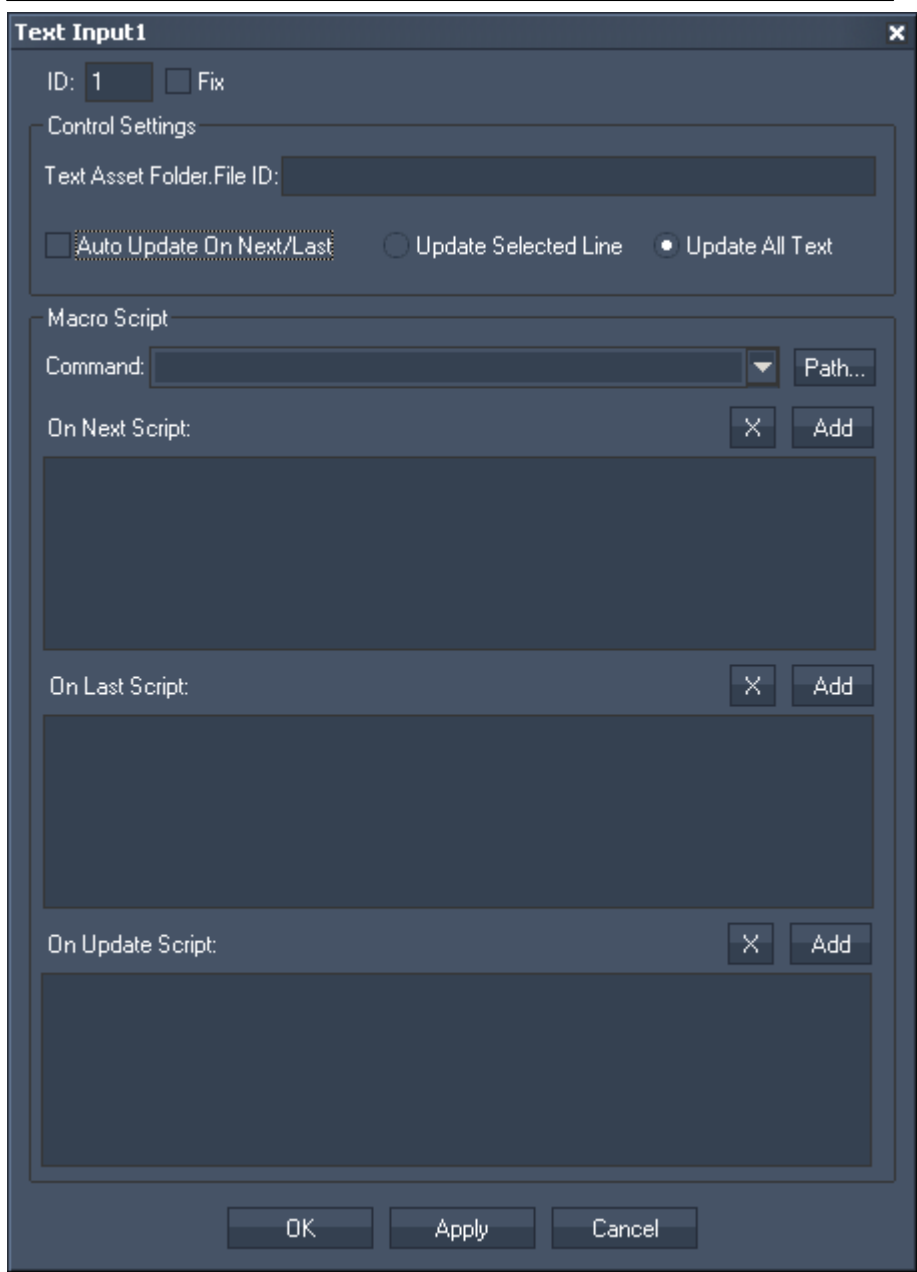 Text Input1
ID: 1 Fix
Control Settings
Text Asset Folder.File ID:
Auto Update On Next/Last Update Selected Line Update All Text
Macro Script
Command: Path...
On Next Script: X Add
On Last Script: X Add
On Update Script: X Add
OK Apply Cancel